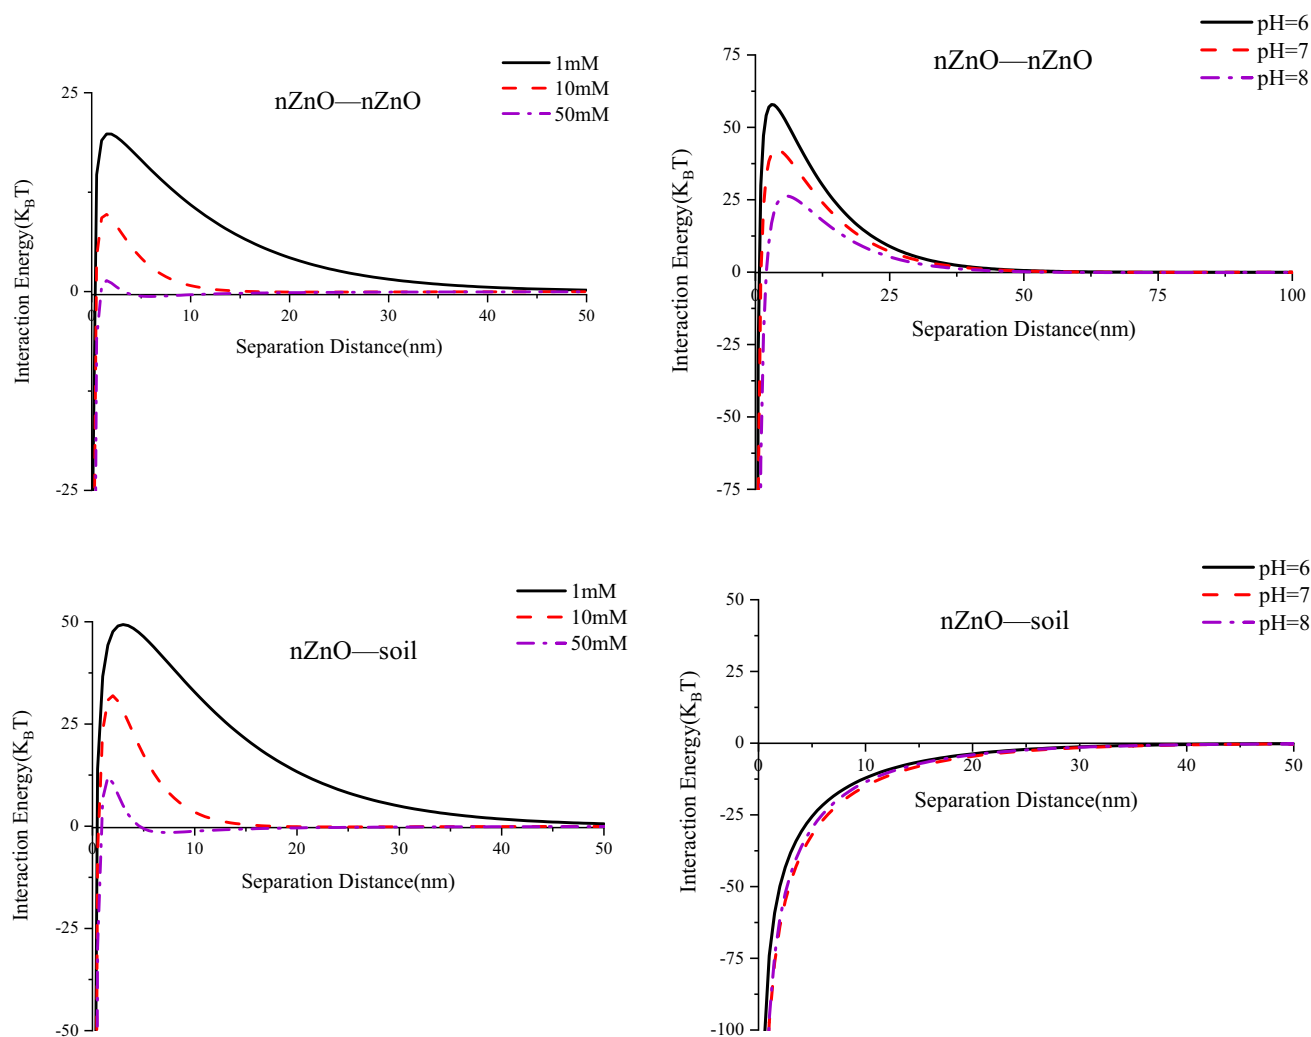 1mM
10mM
50mM
nZnO—nZnO
Interaction Energy(K_BT)
25
0
-25
0 10 20 30 40 50
Separation Distance(nm)
pH=6
pH=7
pH=8
nZnO—nZnO
Interaction Energy(K_BT)
75
50
25
0
-25
-50
-75
0 25 50 75 100
Separation Distance(nm)
1mM
10mM
50mM
nZnO—soil
Interaction Energy(K_BT)
50
25
0
-25
-50
0 10 20 30 40 50
Separation Distance(nm)
pH=6
pH=7
pH=8
nZnO—soil
Interaction Energy(K_BT)
50
25
0
-25
-50
-75
-100
0 10 20 30 40 50
Separation Distance(nm)